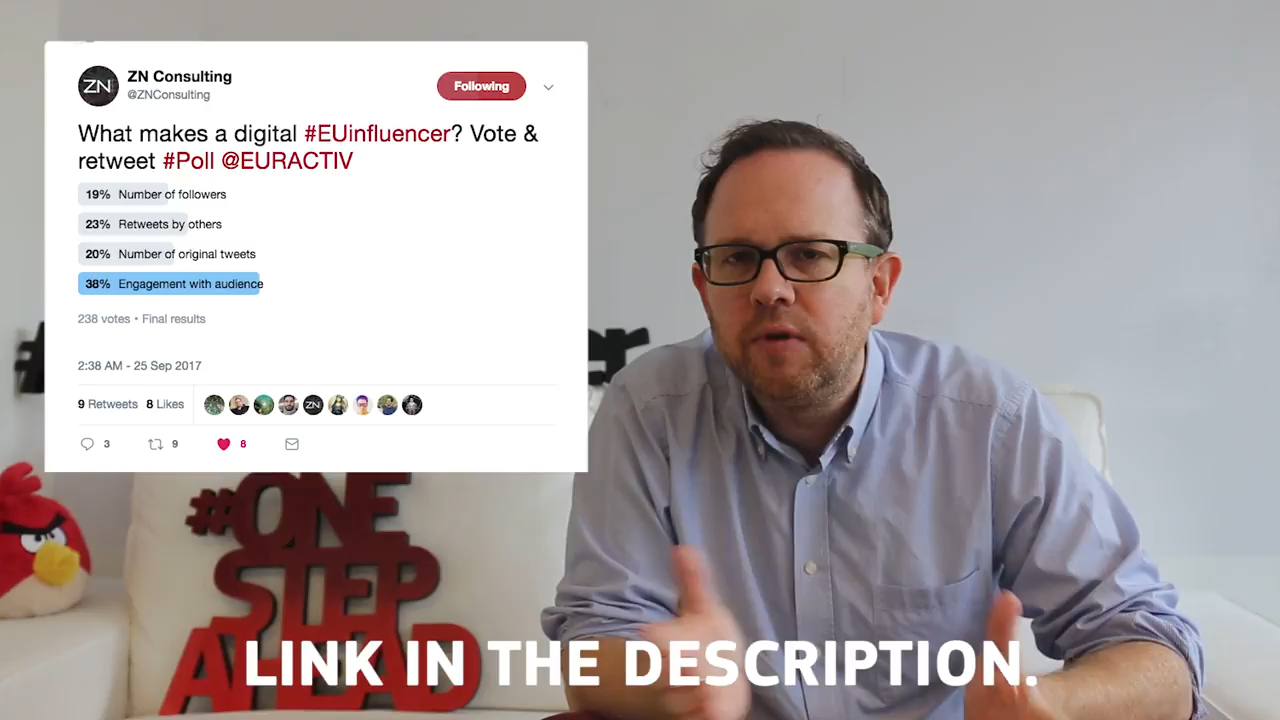 ZN
ZN Consulting
@ZNConsulting
Following
What makes a digital #EUinfluencer? Vote &
retweet #Poll @EURACTIV
19% Number of followers
23% Retweets by others
20% Number of original tweets
38% Engagement with audience
238 votes • Final results
2:38 AM - 25 Sep 2017
9 Retweets 8 Likes
ZN
3 9 8
#ONE
STEP
AHEAD
LINK IN THE DESCRIPTION.